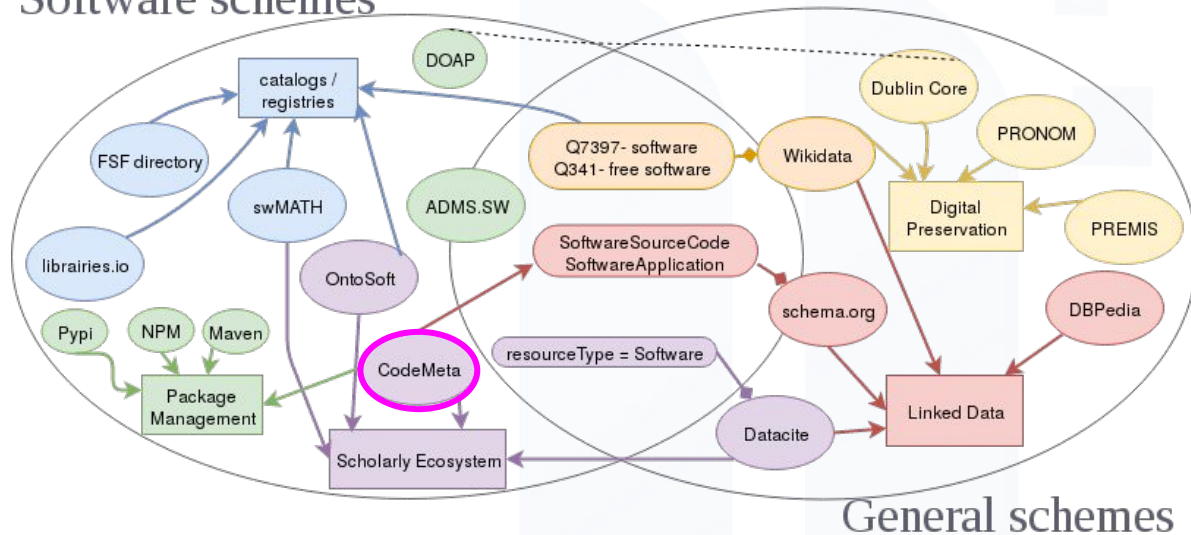 Software schemes
DOAP
catalogs /
registries
Dublin Core
PRONOM
FSF directory
Q7397- software
Q341- free software
Wikidata
swMATH
ADMS.SW
Digital
Preservation
PREMIS
librairies.io
OntoSoft
SoftwareSourceCode
SoftwareApplication
schema.org
DBPedia
Pypi
NPM
Maven
CodeMeta
resourceType = Software
Package
Management
Linked Data
Datacite
Scholarly Ecosystem
General schemes